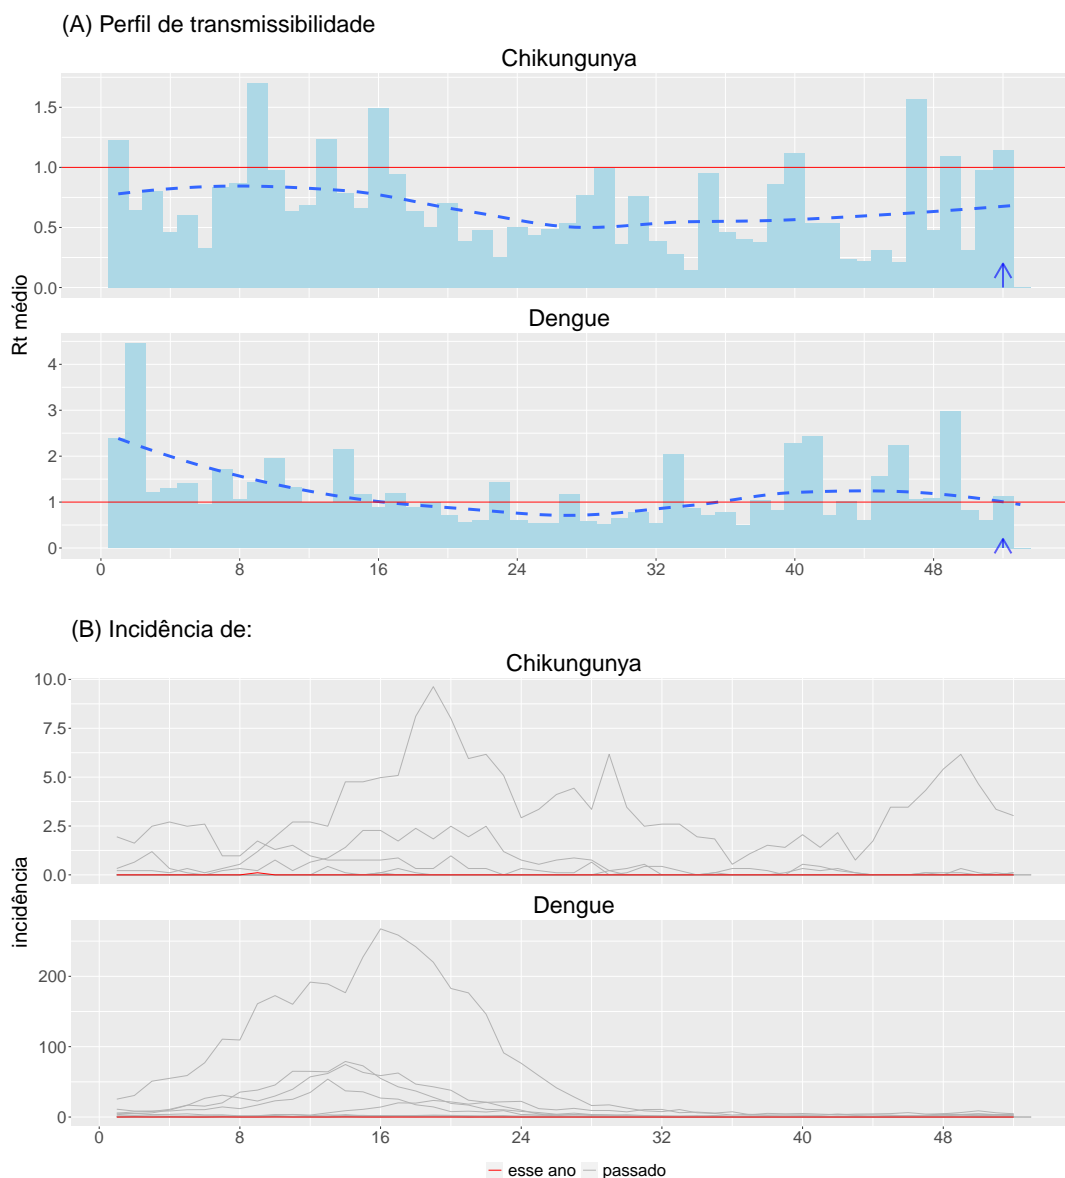 (A) Perfil de transmissibilidade
Chikungunya
1.5
1.0
0.5
0.0
Rt médio
Dengue
4
3
2
1
0
0 8 16 24 32 40 48
(B) Incidência de:
Chikungunya
10.0
7.5
5.0
2.5
0.0
incidência
Dengue
200
100
0
0 8 16 24 32 40 48
esse ano passado